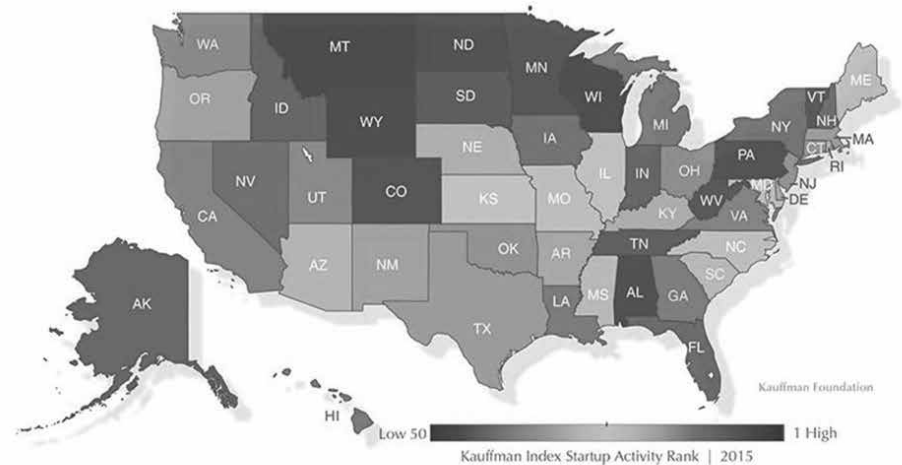 WA
MT
ND
MN
ME
VT
NH
OR
ID
SD
WI
MI
NY
MA
WY
IA
CT
RI
NE
PA
NJ
NV
UT
CO
IL
IN
OH
MD
DE
CA
KS
MO
WV
VA
KY
AZ
NM
OK
AR
TN
NC
SC
MS
AL
GA
TX
LA
FL
AK
HI
Kauffman Foundation
Low 50
1 High
Kauffman Index Startup Activity Rank | 2015